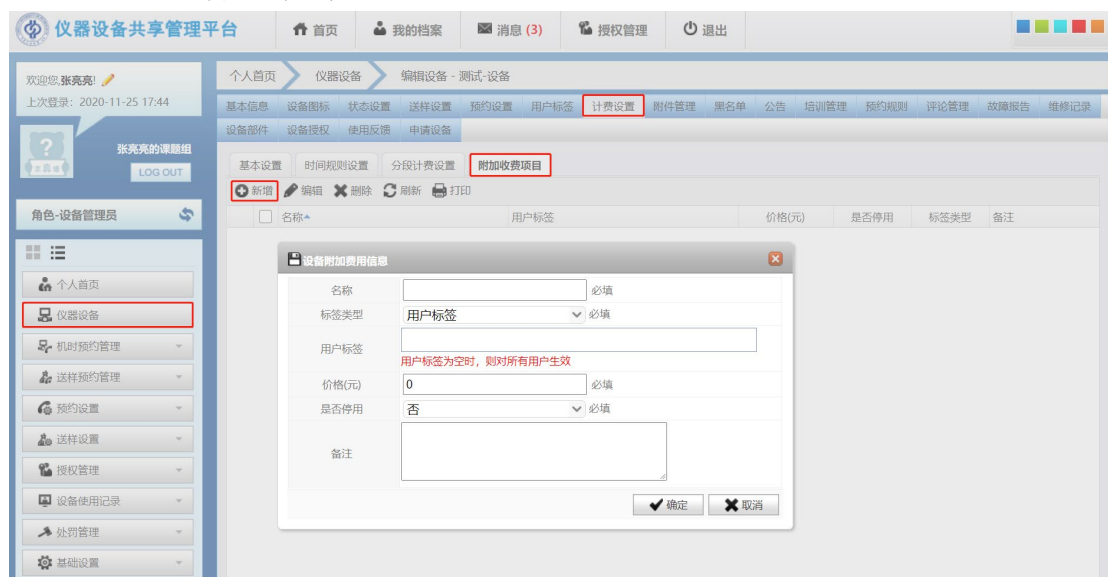 仪器设备共享管理平台 首页 我的档案 消息 (3) 授权管理 退出
欢迎您,张亮亮!
上次登录: 2020-11-25 17:44
张亮亮的课题组
LOG OUT
角色-设备管理员
个人首页
仪器设备
机时预约管理
送样预约管理
预约设置
送样设置
授权管理
设备使用记录
处罚管理
基础设置
个人首页 仪器设备 编辑设备 - 测试-设备
基本信息 设备图标 状态设置 送样设置 预约设置 用户标签 计费设置 附件管理 黑名单 公告 培训管理 预约规则 评论管理 故障报告 维修记录
设备部件 设备授权 使用反馈 申请设备
基本设置 时间规则设置 分段计费设置 附加收费项目
新增 编辑 删除 刷新 打印
名称 用户标签 价格(元) 是否停用 标签类型 备注
设备附加费用信息
名称 必填
标签类型 用户标签 必填
用户标签
用户标签为空时，则对所有用户生效
价格(元) 0 必填
是否停用 否 必填
备注
确定 取消